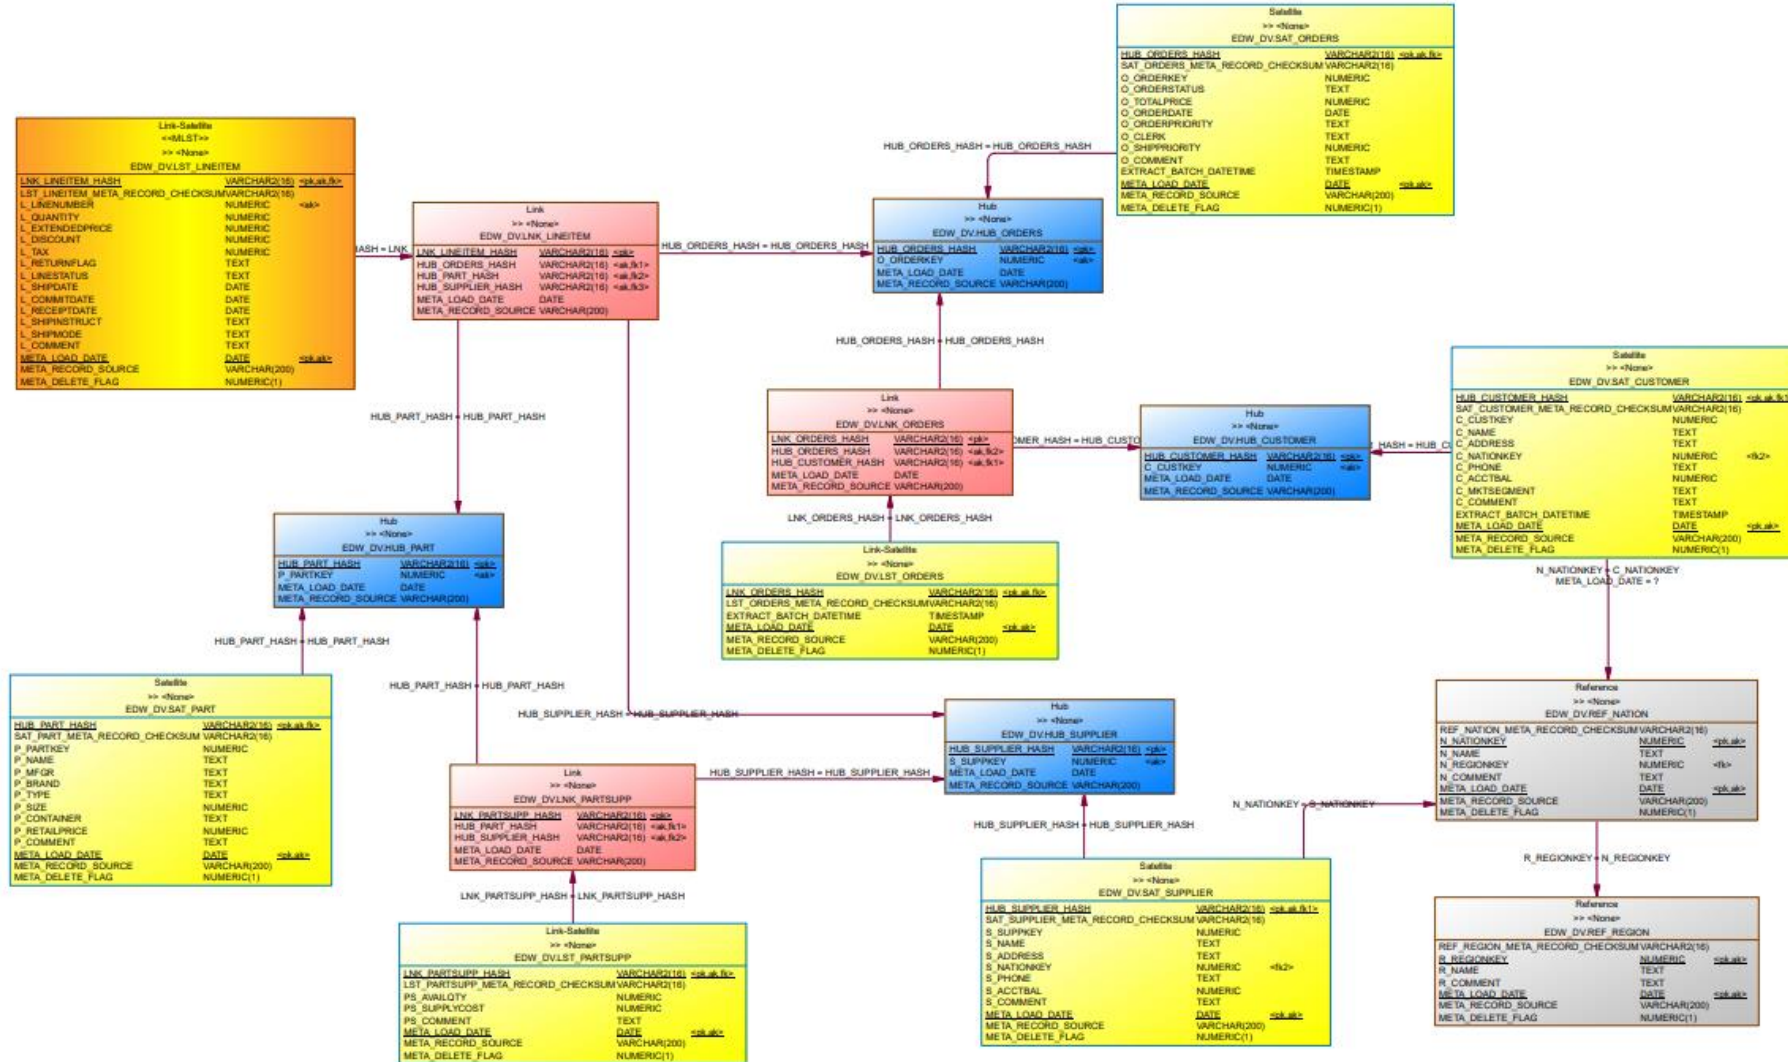 Satellite
>> <None>
EDW_DV.SAT_ORDERS
HUB_ORDERS_HASH VARCHAR2(16) <pk,ak,fk>
SAT_ORDERS_META_RECORD_CHECKSUM VARCHAR2(16)
O_ORDERKEY NUMERIC
O_ORDERSTATUS TEXT
O_TOTALPRICE NUMERIC
O_ORDERDATE DATE
O_ORDERPRIORITY TEXT
O_CLERK TEXT
O_SHIPPRIORITY NUMERIC
O_COMMENT TEXT
EXTRACT_BATCH_DATETIME TIMESTAMP
META_LOAD_DATE DATE <pk,ak>
META_RECORD_SOURCE VARCHAR(200)
META_DELETE_FLAG NUMERIC(1)
Link-Satellite
<<MLST>>
>> <None>
EDW_DV.LST_LINEITEM
LNK_LINEITEM_HASH VARCHAR2(16) <pk,ak,fk>
LST_LINEITEM_META_RECORD_CHECKSUM VARCHAR2(16)
L_LINENUMBER NUMERIC <ak>
L_QUANTITY NUMERIC
L_EXTENDEDPRICE NUMERIC
L_DISCOUNT NUMERIC
L_TAX NUMERIC
L_RETURNFLAG TEXT
L_LINESTATUS TEXT
L_SHIPDATE DATE
L_COMMITDATE DATE
L_RECEIPTDATE DATE
L_SHIPINSTRUCT TEXT
L_SHIPMODE TEXT
L_COMMENT TEXT
META_LOAD_DATE DATE <pk,ak>
META_RECORD_SOURCE VARCHAR(200)
META_DELETE_FLAG NUMERIC(1)
HASH = LNK
Link
>> <None>
EDW_DV.LNK_LINEITEM
LNK_LINEITEM_HASH VARCHAR2(16) <pk>
HUB_ORDERS_HASH VARCHAR2(16) <ak,fk1>
HUB_PART_HASH VARCHAR2(16) <ak,fk2>
HUB_SUPPLIER_HASH VARCHAR2(16) <ak,fk3>
META_LOAD_DATE DATE
META_RECORD_SOURCE VARCHAR(200)
HUB_ORDERS_HASH = HUB_ORDERS_HASH
HUB_ORDERS_HASH = HUB_ORDERS_HASH
Hub
>> <None>
EDW_DV.HUB_ORDERS
HUB_ORDERS_HASH VARCHAR2(16) <pk>
O_ORDERKEY NUMERIC <ak>
META_LOAD_DATE DATE
META_RECORD_SOURCE VARCHAR(200)
HUB_ORDERS_HASH = HUB_ORDERS_HASH
Link
>> <None>
EDW_DV.LNK_ORDERS
LNK_ORDERS_HASH VARCHAR2(16) <pk>
HUB_ORDERS_HASH VARCHAR2(16) <ak,fk2>
HUB_CUSTOMER_HASH VARCHAR2(16) <ak,fk1>
META_LOAD_DATE DATE
META_RECORD_SOURCE VARCHAR(200)
OMER_HASH = HUB_CUSTO
Hub
>> <None>
EDW_DV.HUB_CUSTOMER
HUB_CUSTOMER_HASH VARCHAR2(16) <pk>
C_CUSTKEY NUMERIC <ak>
META_LOAD_DATE DATE
META_RECORD_SOURCE VARCHAR(200)
R_HASH = HUB_CU
Satellite
>> <None>
EDW_DV.SAT_CUSTOMER
HUB_CUSTOMER_HASH VARCHAR2(16) <pk,ak,fk1
SAT_CUSTOMER_META_RECORD_CHECKSUM VARCHAR2(16)
C_CUSTKEY NUMERIC
C_NAME TEXT
C_ADDRESS TEXT
C_NATIONKEY NUMERIC <fk2>
C_PHONE TEXT
C_ACCTBAL NUMERIC
C_MKTSEGMENT TEXT
C_COMMENT TEXT
EXTRACT_BATCH_DATETIME TIMESTAMP
META_LOAD_DATE DATE <pk,ak>
META_RECORD_SOURCE VARCHAR(200)
META_DELETE_FLAG NUMERIC(1)
HUB_PART_HASH = HUB_PART_HASH
LNK_ORDERS_HASH = LNK_ORDERS_HASH
Link-Satellite
>> <None>
EDW_DV.LST_ORDERS
LNK_ORDERS_HASH VARCHAR2(16) <pk,ak,fk>
LST_ORDERS_META_RECORD_CHECKSUM VARCHAR2(16)
EXTRACT_BATCH_DATETIME TIMESTAMP
META_LOAD_DATE DATE <pk,ak>
META_RECORD_SOURCE VARCHAR(200)
META_DELETE_FLAG NUMERIC(1)
N_NATIONKEY = C_NATIONKEY
META_LOAD_DATE = ?
Hub
>> <None>
EDW_DV.HUB_PART
HUB_PART_HASH VARCHAR2(16) <pk>
P_PARTKEY NUMERIC <ak>
META_LOAD_DATE DATE
META_RECORD_SOURCE VARCHAR(200)
HUB_PART_HASH = HUB_PART_HASH
HUB_PART_HASH = HUB_PART_HASH
HUB_SUPPLIER_HASH = HUB_SUPPLIER_HASH
Satellite
>> <None>
EDW_DV.SAT_PART
HUB_PART_HASH VARCHAR2(16) <pk,ak,fk>
SAT_PART_META_RECORD_CHECKSUM VARCHAR2(16)
P_PARTKEY NUMERIC
P_NAME TEXT
P_MFGR TEXT
P_BRAND TEXT
P_TYPE TEXT
P_SIZE NUMERIC
P_CONTAINER TEXT
P_RETAILPRICE NUMERIC
P_COMMENT TEXT
META_LOAD_DATE DATE <pk,ak>
META_RECORD_SOURCE VARCHAR(200)
META_DELETE_FLAG NUMERIC(1)
Link
>> <None>
EDW_DV.LNK_PARTSUPP
LNK_PARTSUPP_HASH VARCHAR2(16) <pk>
HUB_PART_HASH VARCHAR2(16) <ak,fk1>
HUB_SUPPLIER_HASH VARCHAR2(16) <ak,fk2>
META_LOAD_DATE DATE
META_RECORD_SOURCE VARCHAR(200)
HUB_SUPPLIER_HASH = HUB_SUPPLIER_HASH
Hub
>> <None>
EDW_DV.HUB_SUPPLIER
HUB_SUPPLIER_HASH VARCHAR2(16) <pk>
S_SUPPKEY NUMERIC <ak>
META_LOAD_DATE DATE
META_RECORD_SOURCE VARCHAR(200)
HUB_SUPPLIER_HASH = HUB_SUPPLIER_HASH
N_NATIONKEY = S_NATIONKEY
Reference
>> <None>
EDW_DV.REF_NATION
REF_NATION_META_RECORD_CHECKSUM VARCHAR2(16)
N_NATIONKEY NUMERIC <pk,ak>
N_NAME TEXT
N_REGIONKEY NUMERIC <fk>
N_COMMENT TEXT
META_LOAD_DATE DATE <pk,ak>
META_RECORD_SOURCE VARCHAR(200)
META_DELETE_FLAG NUMERIC(1)
R_REGIONKEY = N_REGIONKEY
LNK_PARTSUPP_HASH = LNK_PARTSUPP_HASH
Link-Satellite
>> <None>
EDW_DV.LST_PARTSUPP
LNK_PARTSUPP_HASH VARCHAR2(16) <pk,ak,fk>
LST_PARTSUPP_META_RECORD_CHECKSUM VARCHAR2(16)
PS_AVAILQTY NUMERIC
PS_SUPPLYCOST NUMERIC
PS_COMMENT TEXT
META_LOAD_DATE DATE <pk,ak>
META_RECORD_SOURCE VARCHAR(200)
META_DELETE_FLAG NUMERIC(1)
Satellite
>> <None>
EDW_DV.SAT_SUPPLIER
HUB_SUPPLIER_HASH VARCHAR2(16) <pk,ak,fk1>
SAT_SUPPLIER_META_RECORD_CHECKSUM VARCHAR2(16)
S_SUPPKEY NUMERIC
S_NAME TEXT
S_ADDRESS TEXT
S_NATIONKEY NUMERIC <fk2>
S_PHONE TEXT
S_ACCTBAL NUMERIC
S_COMMENT TEXT
META_LOAD_DATE DATE <pk,ak>
META_RECORD_SOURCE VARCHAR(200)
META_DELETE_FLAG NUMERIC(1)
Reference
>> <None>
EDW_DV.REF_REGION
REF_REGION_META_RECORD_CHECKSUM VARCHAR2(16)
R_REGIONKEY NUMERIC <pk,ak>
R_NAME TEXT
R_COMMENT TEXT
META_LOAD_DATE DATE <pk,ak>
META_RECORD_SOURCE VARCHAR(200)
META_DELETE_FLAG NUMERIC(1)